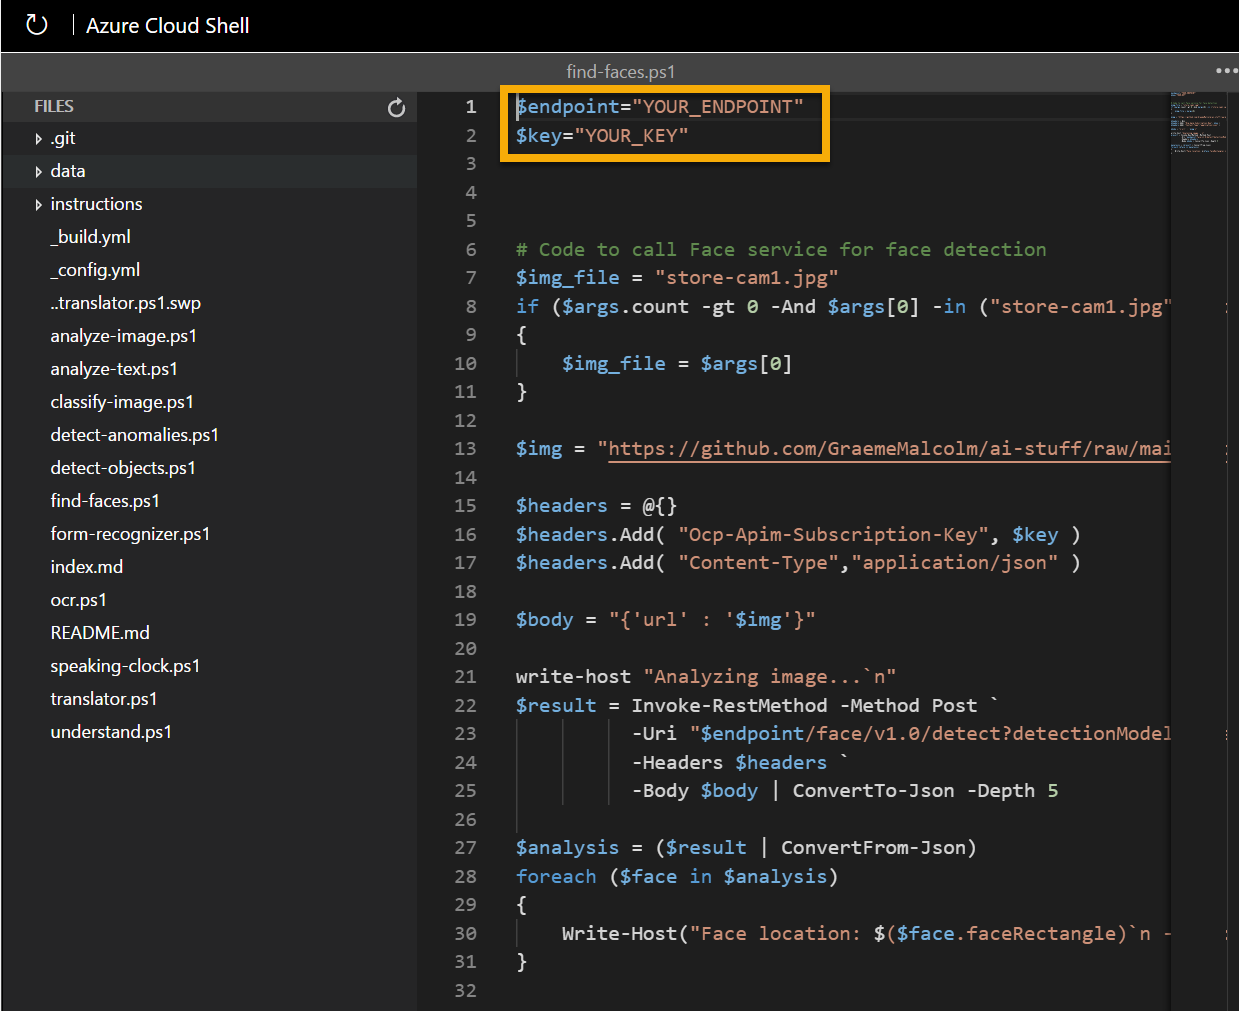 Azure Cloud Shell
find-faces.ps1
FILES
.git
data
instructions
_build.yml
_config.yml
..translator.ps1.swp
analyze-image.ps1
analyze-text.ps1
classify-image.ps1
detect-anomalies.ps1
detect-objects.ps1
find-faces.ps1
form-recognizer.ps1
index.md
ocr.ps1
README.md
speaking-clock.ps1
translator.ps1
understand.ps1
1 $endpoint="YOUR_ENDPOINT"
2 $key="YOUR_KEY"
3
4
5
6 # Code to call Face service for face detection
7 $img_file = "store-cam1.jpg"
8 if ($args.count -gt 0 -And $args[0] -in ("store-cam1.jpg"
9 {
10 $img_file = $args[0]
11 }
12
13 $img = "https://github.com/GraemeMalcolm/ai-stuff/raw/mai
14
15 $headers = @{}
16 $headers.Add( "Ocp-Apim-Subscription-Key", $key )
17 $headers.Add( "Content-Type","application/json" )
18
19 $body = "{'url' : '$img'}"
20
21 write-host "Analyzing image...`n"
22 $result = Invoke-RestMethod -Method Post `
23 -Uri "$endpoint/face/v1.0/detect?detectionModel
24 -Headers $headers `
25 -Body $body | ConvertTo-Json -Depth 5
26
27 $analysis = ($result | ConvertFrom-Json)
28 foreach ($face in $analysis)
29 {
30 Write-Host("Face location: $($face.faceRectangle)`n -
31 }
32